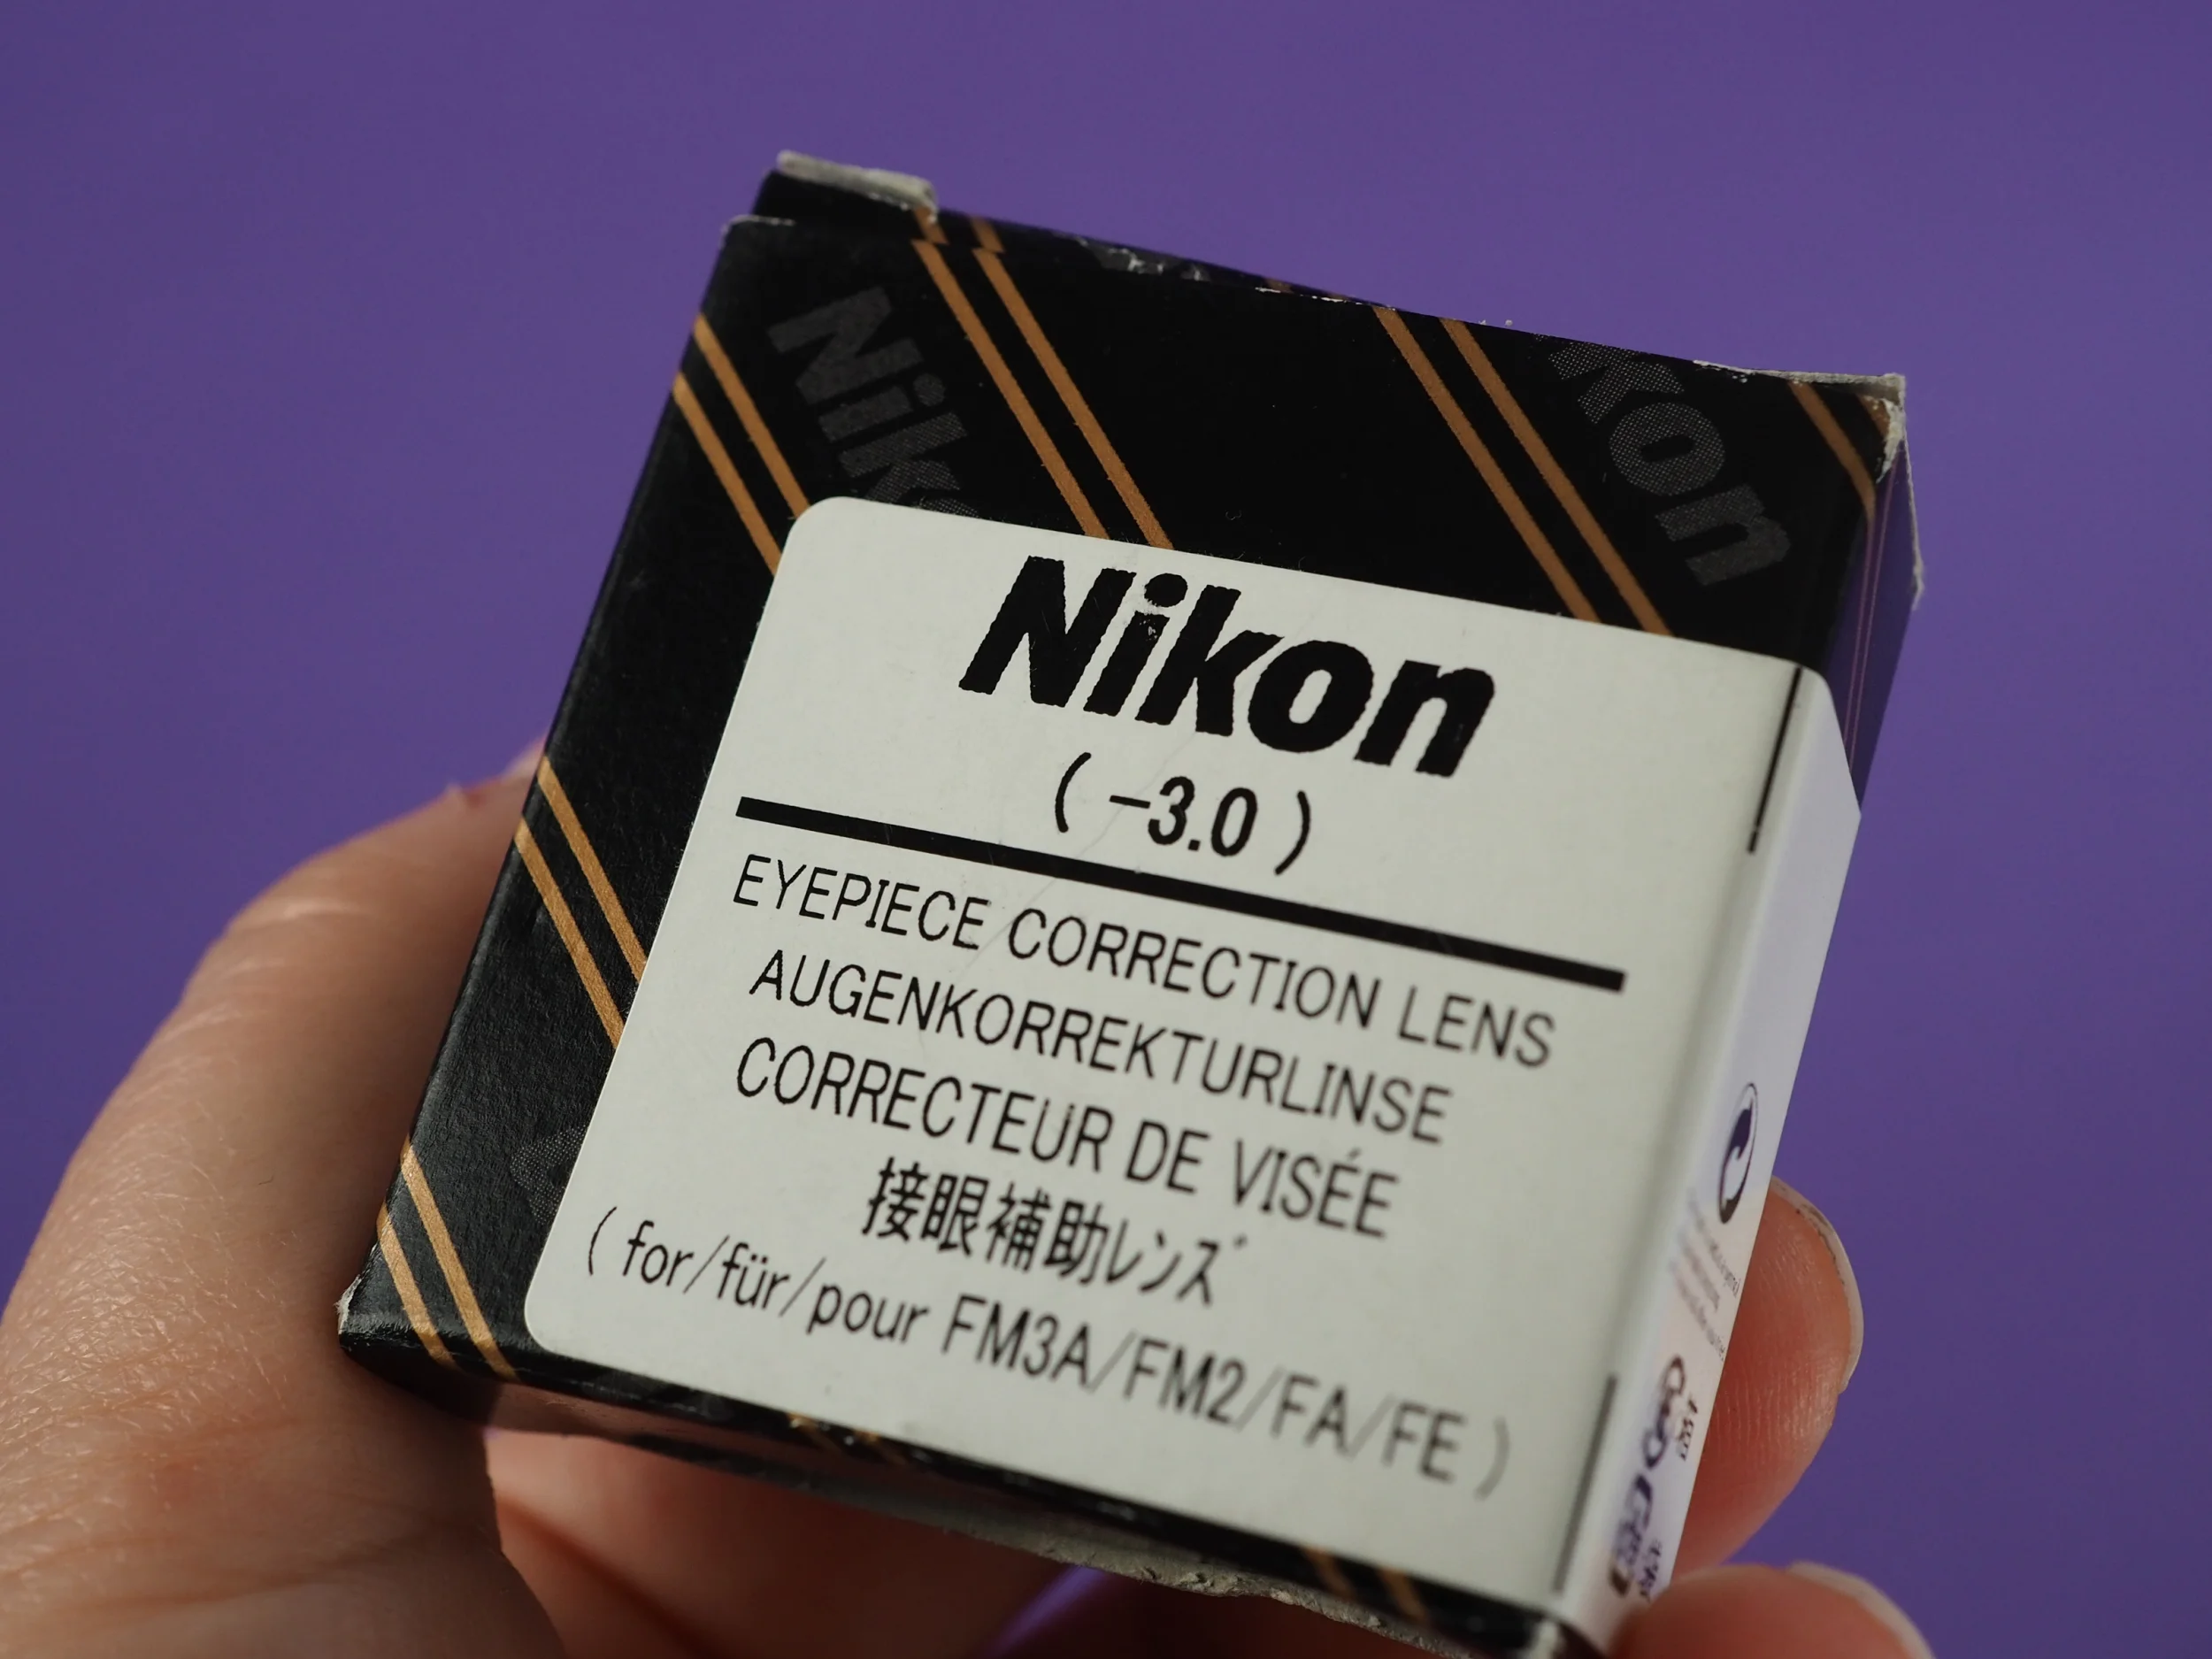 Nikon
Nikon
(-3.0)
EYEPIECE CORRECTION LENS
AUGENKORREKTURLINSE
CORRECTEUR DE VISÉE
接眼補助レンズ
( for/für/pour FM3A/FM2/FA/FE )